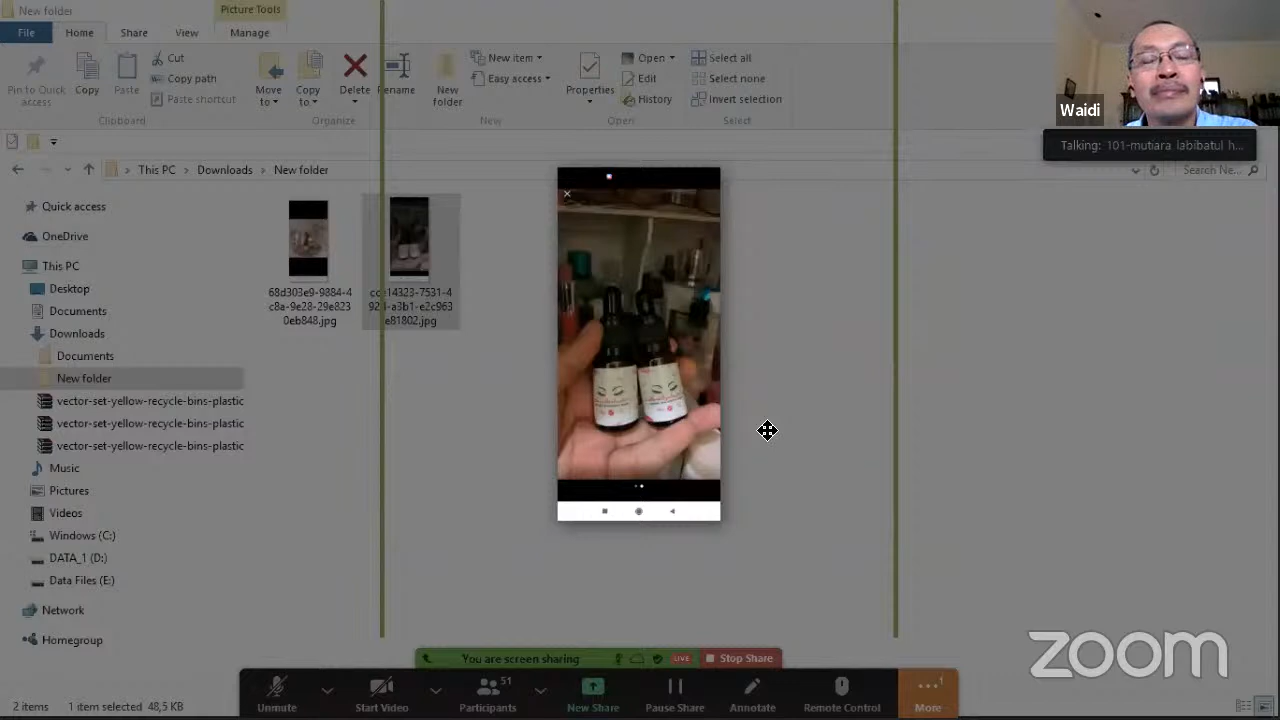 New folder
Picture Tools
File
Home
Share
View
Manage
Pin to Quick access
Copy
Paste
Cut
Copy path
Paste shortcut
Move to
Copy to
Delete
Rename
New folder
New item
Easy access
Properties
Open
Edit
History
Select all
Select none
Invert selection
Clipboard
Organize
New
Open
Select
Waidi
Talking: 101-mutiara labibatul h...
This PC
Downloads
New folder
Search Ne...
Quick access
OneDrive
This PC
Desktop
Documents
Downloads
Documents
New folder
vector-set-yellow-recycle-bins-plastic
vector-set-yellow-recycle-bins-plastic
vector-set-yellow-recycle-bins-plastic
Music
Pictures
Videos
Windows (C:)
DATA_1 (D:)
Data Files (E:)
Network
Homegroup
68d303e9-9884-4
c8a-9e28-29e823
0eb848.jpg
e81802.jpg
zoom
You are screen sharing
LIVE
Stop Share
Unmute
Start Video
51
Participants
New Share
Pause Share
Annotate
Remote Control
1
More
2 items
1 item selected 48,5 KB